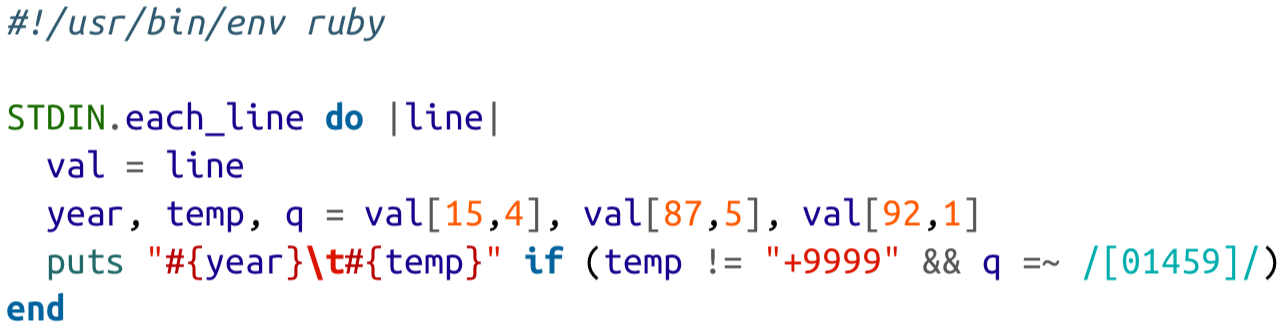 #!/usr/bin/env ruby
STDIN.each_line do |line|
  val = line
  year, temp, q = val[15,4], val[87,5], val[92,1]
  puts "#{year}\t#{temp}" if (temp != "+9999" && q =~ /[01459]/)
end